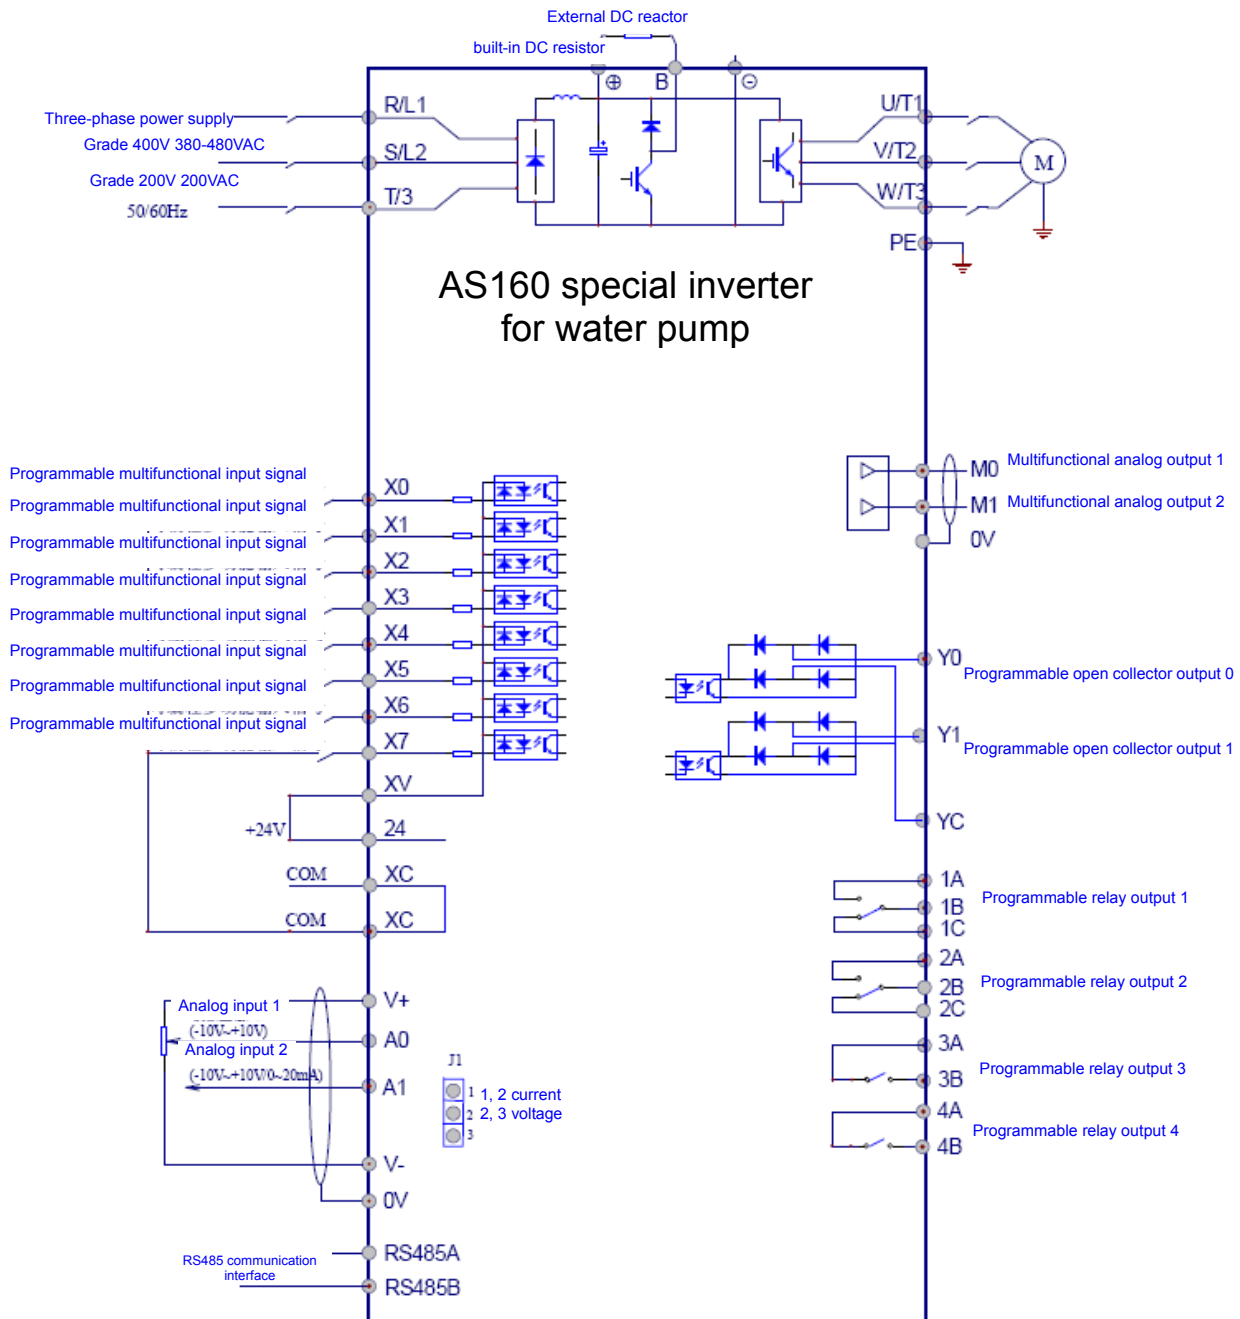 External DC reactor
built-in DC resistor
⊕ B ⊖
R/L1
U/T1
Three-phase power supply
Grade 400V 380-480VAC
S/L2
V/T2
M
Grade 200V 200VAC
T/3
W/T3
50/60Hz
PE
AS160 special inverter
for water pump
Programmable multifunctional input signal
X0
Programmable multifunctional input signal
X1
Programmable multifunctional input signal
X2
Programmable multifunctional input signal
X3
Programmable multifunctional input signal
X4
Programmable multifunctional input signal
X5
Programmable multifunctional input signal
X6
Programmable multifunctional input signal
X7
XV
+24V
24
COM
XC
COM
XC
M0
Multifunctional analog output 1
M1
Multifunctional analog output 2
0V
Y0
Programmable open collector output 0
Y1
Programmable open collector output 1
YC
1A
1B
Programmable relay output 1
1C
2A
2B
Programmable relay output 2
2C
3A
Programmable relay output 3
3B
4A
Programmable relay output 4
4B
Analog input 1
V+
(-10V~+10V)
A0
Analog input 2
(-10V~+10V/0~20mA)
A1
J1
1
1, 2 current
2
2, 3 voltage
3
V-
0V
RS485 communication
interface
RS485A
RS485B